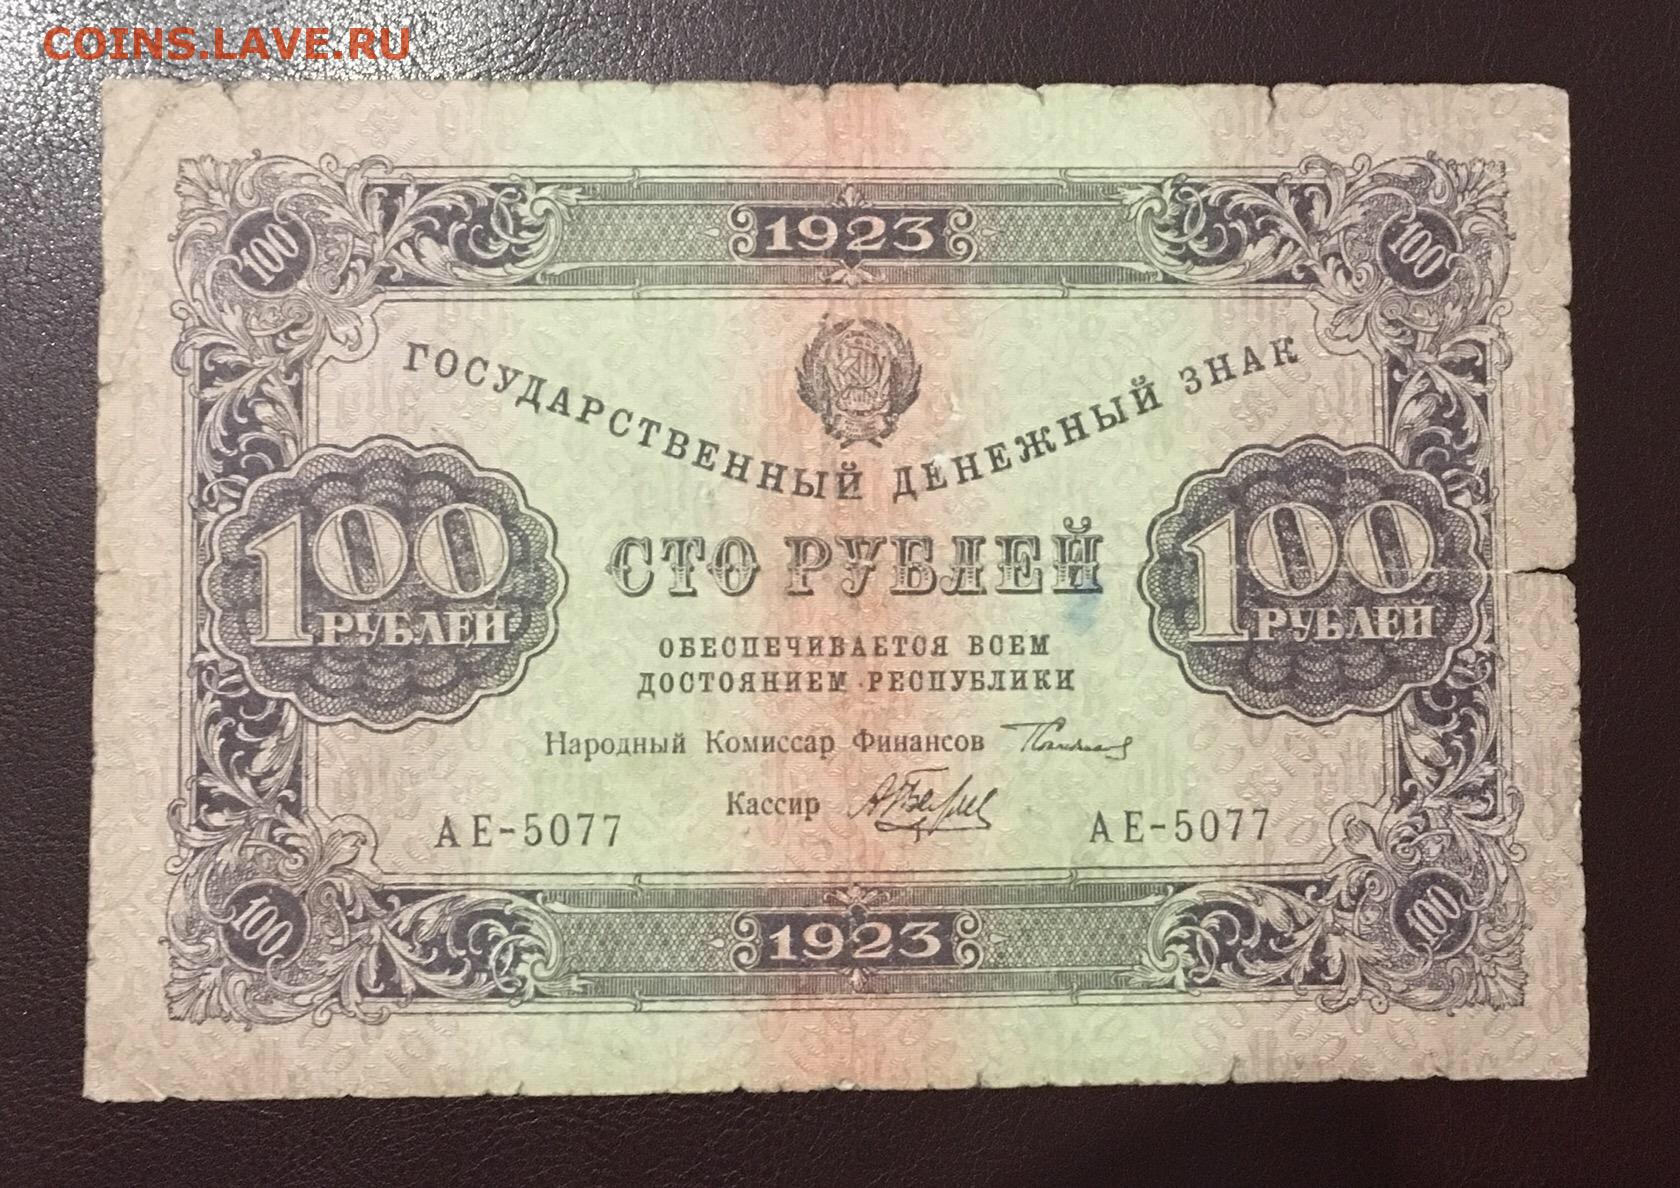 COINS.LAVE.RU
100 1923 100
ГОСУДАРСТВЕННЫЙ ДЕНЕЖНЫЙ ЗНАК
100 РУБЛЕЙ
СТО РУБЛЕЙ
100 РУБЛЕЙ
ОБЕСПЕЧИВАЕТСЯ ВСЕМ
ДОСТОЯНИЕМ РЕСПУБЛИКИ
Народный Комиссар Финансов
Кассир
АЕ-5077 АЕ-5077
100 1923 100